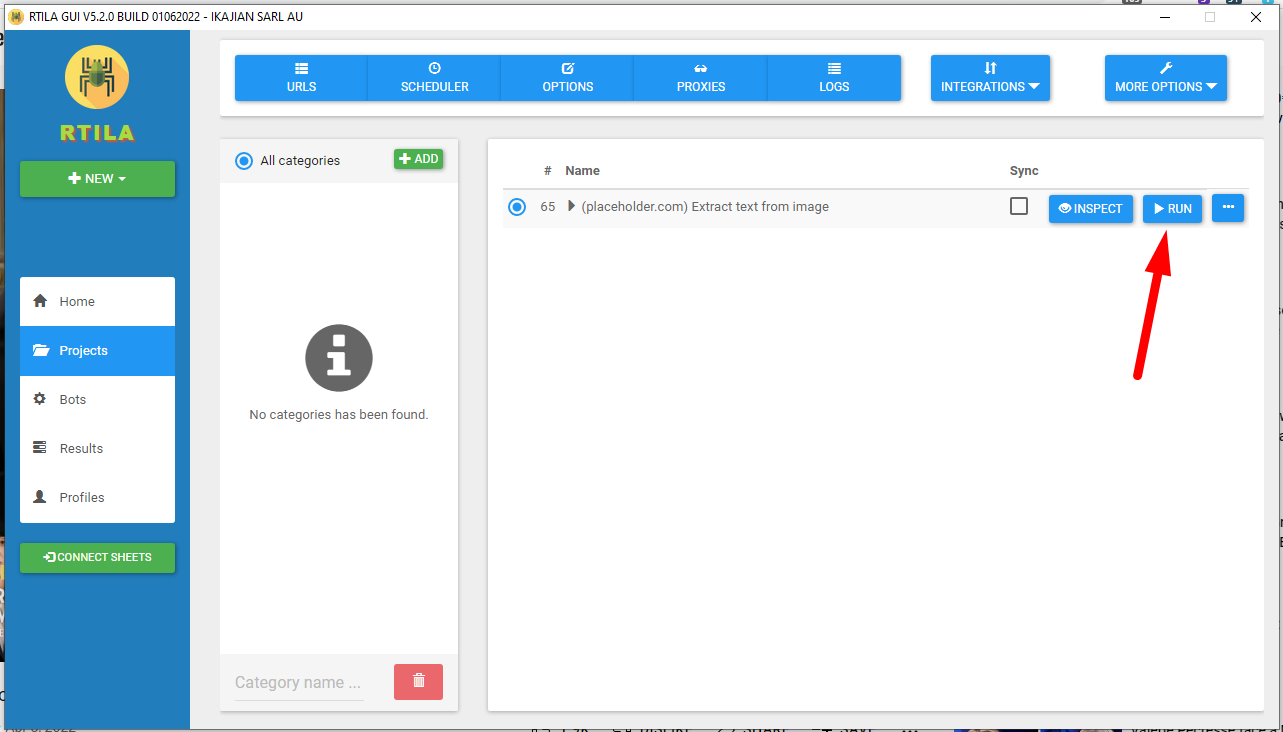 RTILA GUI V5.2.0 BUILD 01062022 - IKAJIAN SARL AU
RTILA
NEW
Home
Projects
Bots
Results
Profiles
CONNECT SHEETS
URLS
SCHEDULER
OPTIONS
PROXIES
LOGS
INTEGRATIONS
MORE OPTIONS
All categories
ADD
No categories has been found.
Category name ...
# Name Sync
65 (placeholder.com) Extract text from image INSPECT RUN ...